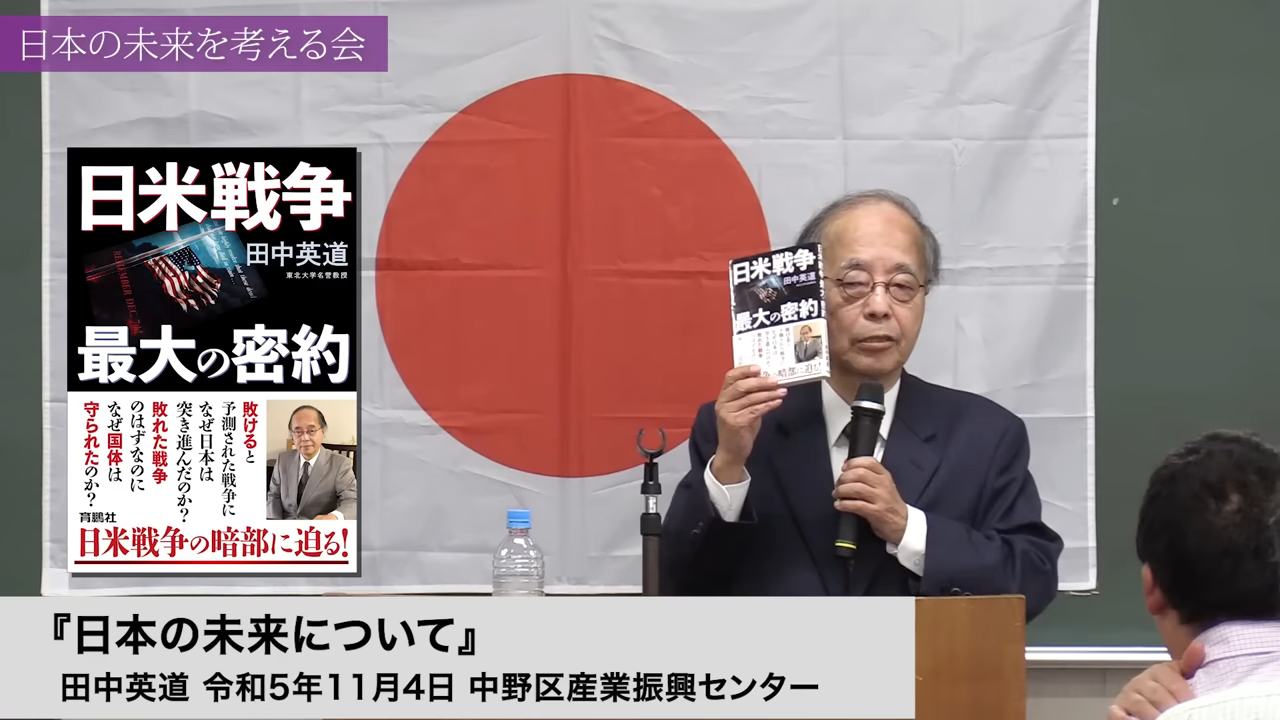 日本の未来を考える会
日米戦争
田中英道
東北大学名誉教授
REMEMBER DEC. 7th!
最大の密約
敗けると
予測された戦争に
なぜ日本は
突き進んだのか?
敗れた戦争
のはずなのに
なぜ国体は
守られたのか?
育鵬社
日米戦争の暗部に迫る!
日米戦争
田中英道
最大の密約
『日本の未来について』
田中英道 令和5年11月4日 中野区産業振興センター